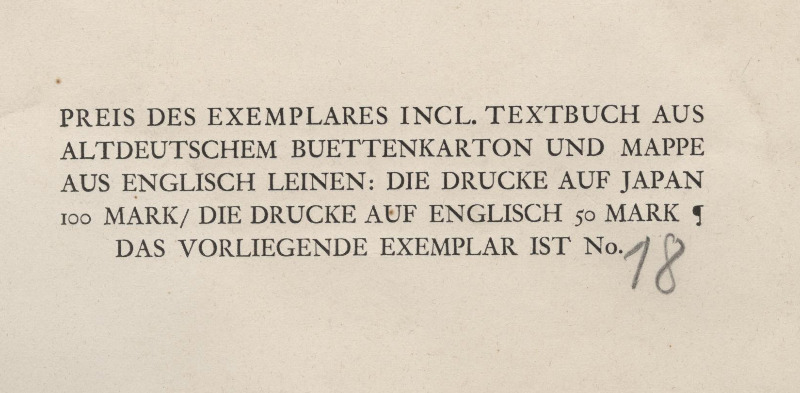 PREIS DES EXEMPLARES INCL. TEXTBUCH AUS
ALTDEUTSCHEM BUETTENKARTON UND MAPPE
AUS ENGLISCH LEINEN: DIE DRUCKE AUF JAPAN
100 MARK/ DIE DRUCKE AUF ENGLISCH 50 MARK ¶
DAS VORLIEGENDE EXEMPLAR IST No. 18